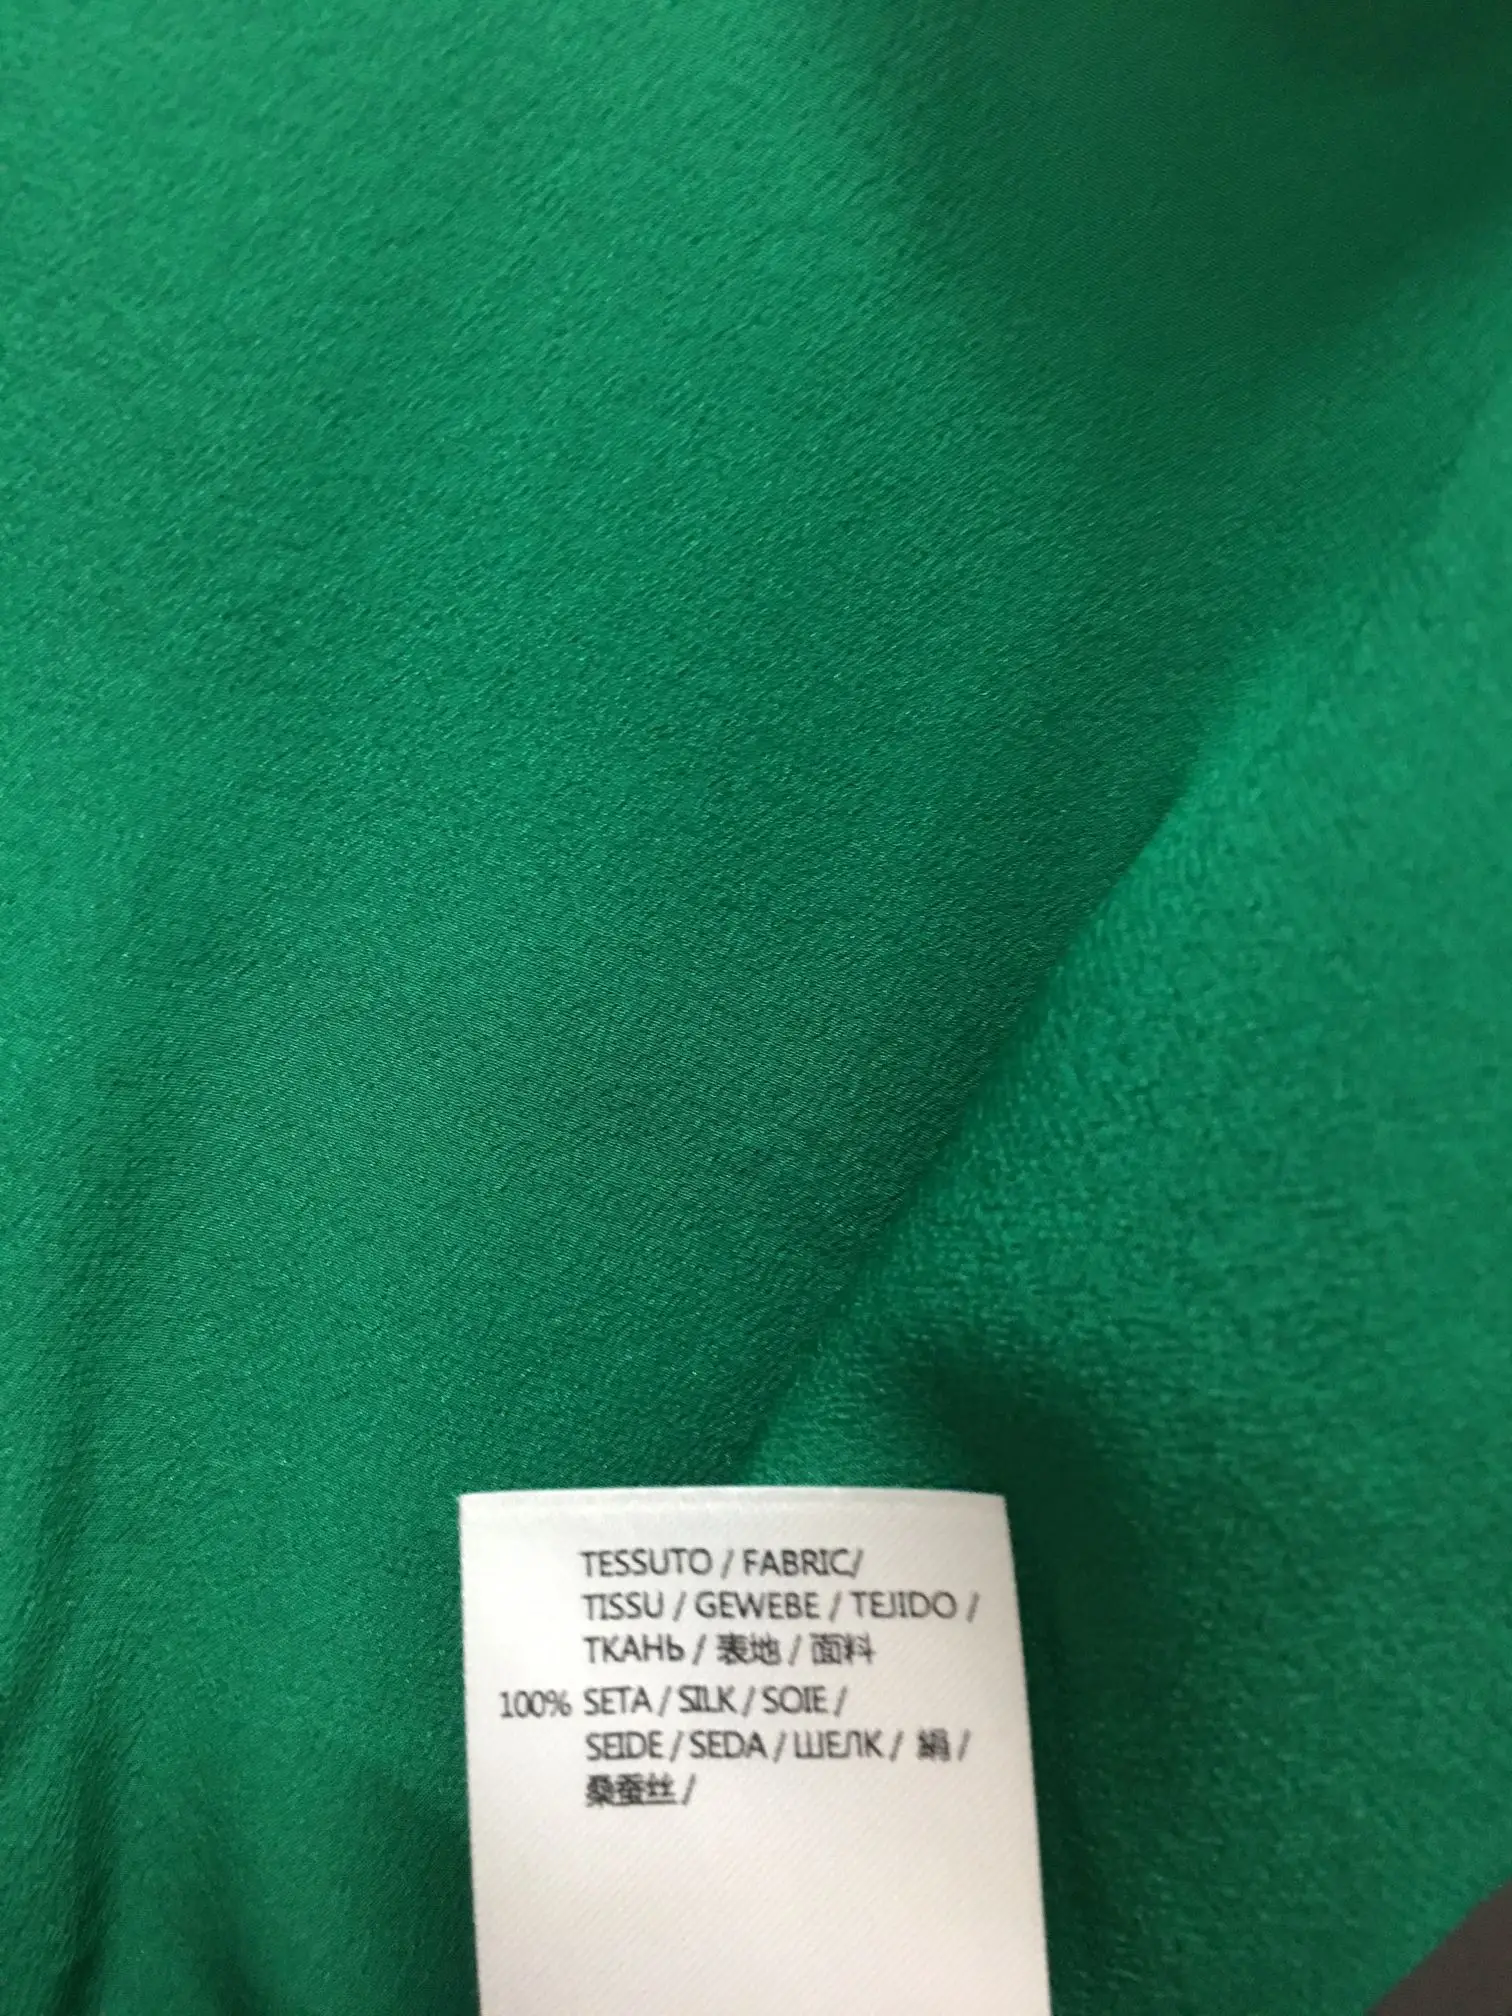 TESSUTO / FABRIC/
TISSU / GEWEBE / TEJIDO /
ТКАНЬ / 表地 / 面料
100% SETA / SILK / SOIE /
SEIDE / SEDA / ШЕЛК / 絹 /
桑蚕丝 /